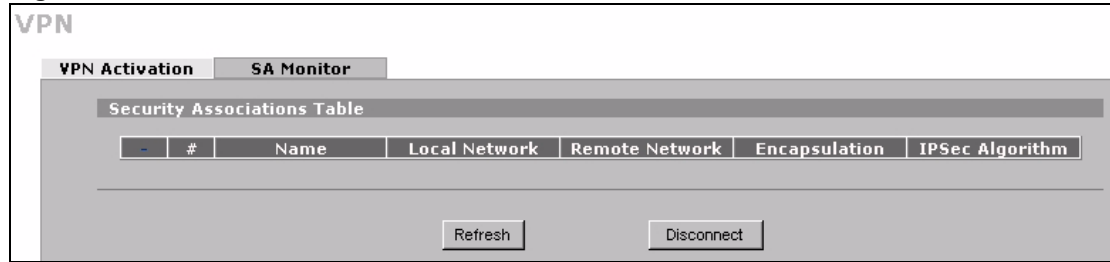 VPN
VPN Activation SA Monitor
Security Associations Table
- # Name Local Network Remote Network Encapsulation IPSec Algorithm
Refresh Disconnect